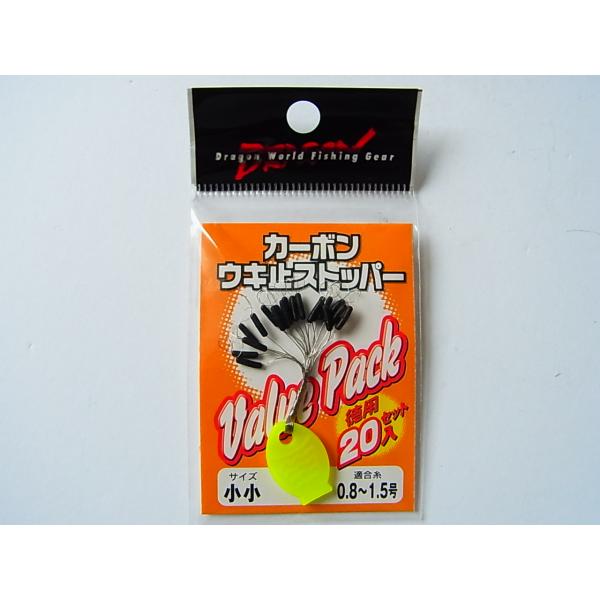 DRAGON
Dragon World Fishing Gear
カーボン
ウキ止ストッパー
Value Pack
徳用
20セット入
サイズ
小小
適合糸
0.8～1.5号